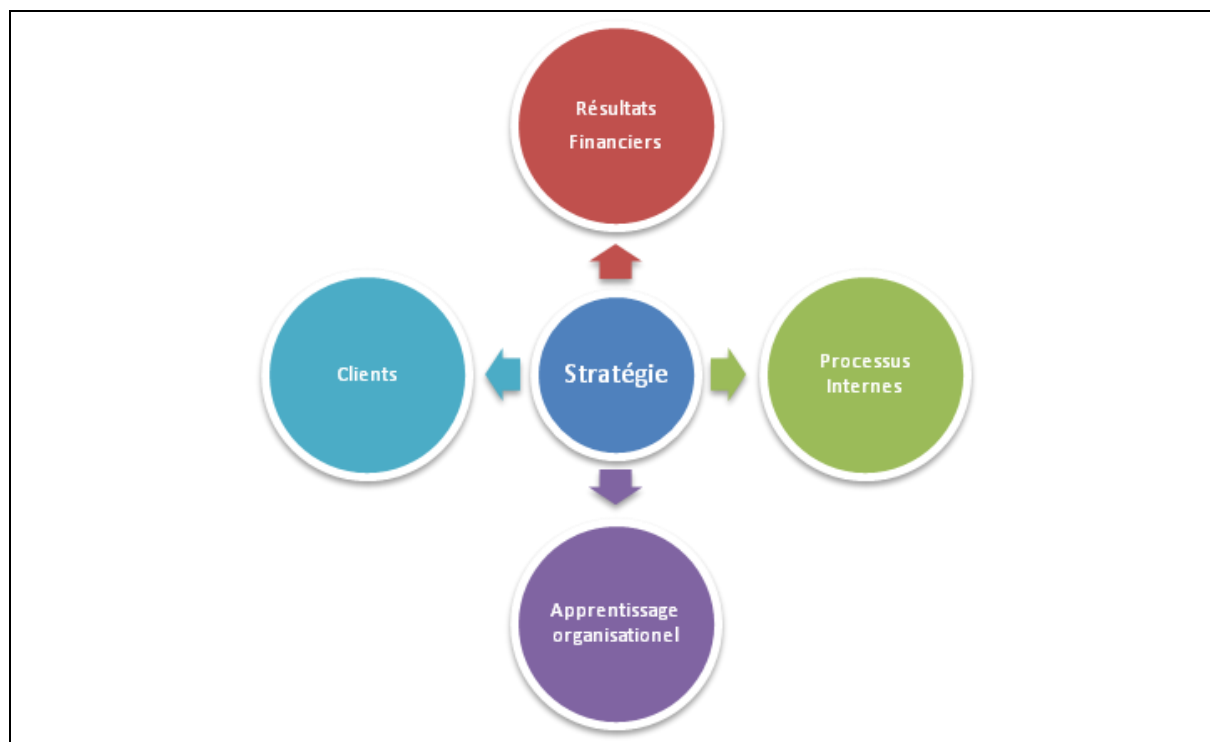 Résultats
Financiers
Clients
Stratégie
Processus
Internes
Apprentissage
organisationel